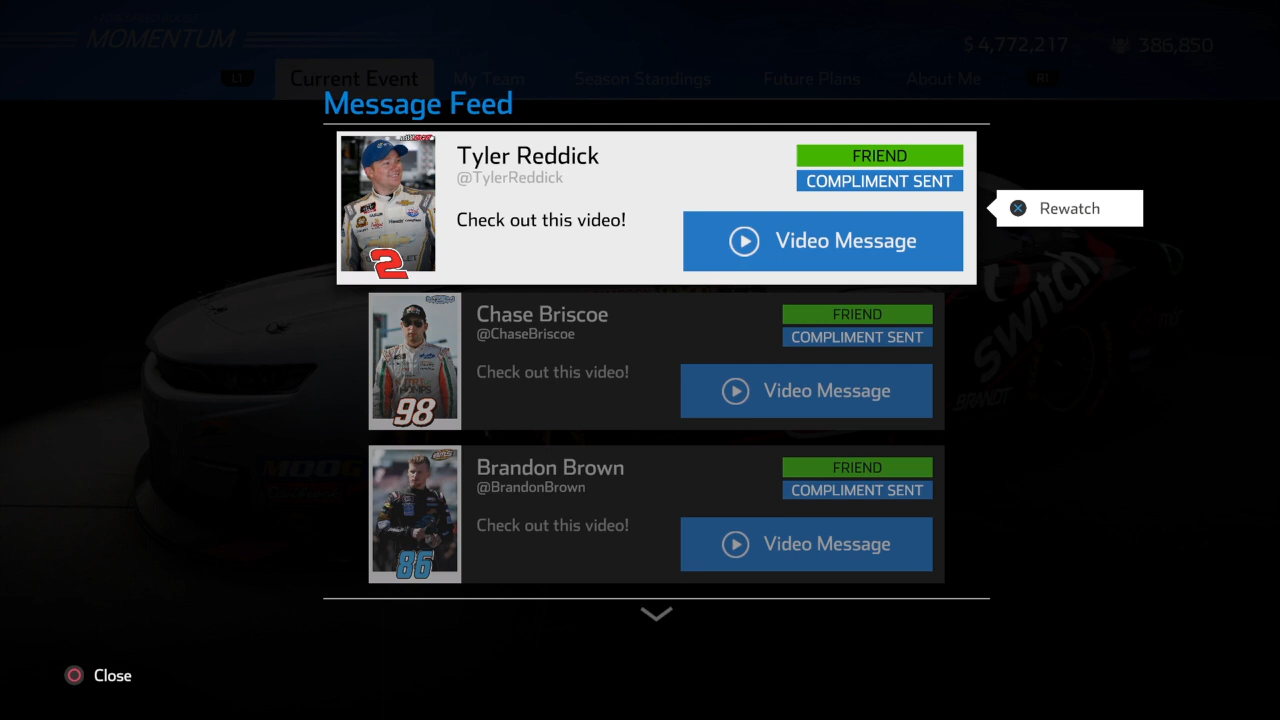 MOMENTUM
$ 4,772,217
386,850
L1
Current Event
My Team
Season Standings
Future Plans
About Me
R1
Message Feed
Tyler Reddick
@TylerReddick
FRIEND
COMPLIMENT SENT
Check out this video!
Video Message
Rewatch
2
Chase Briscoe
@ChaseBriscoe
FRIEND
COMPLIMENT SENT
Check out this video!
Video Message
98
Brandon Brown
@BrandonBrown
FRIEND
COMPLIMENT SENT
Check out this video!
Video Message
86
switch
BRANDT
MOOG
Close